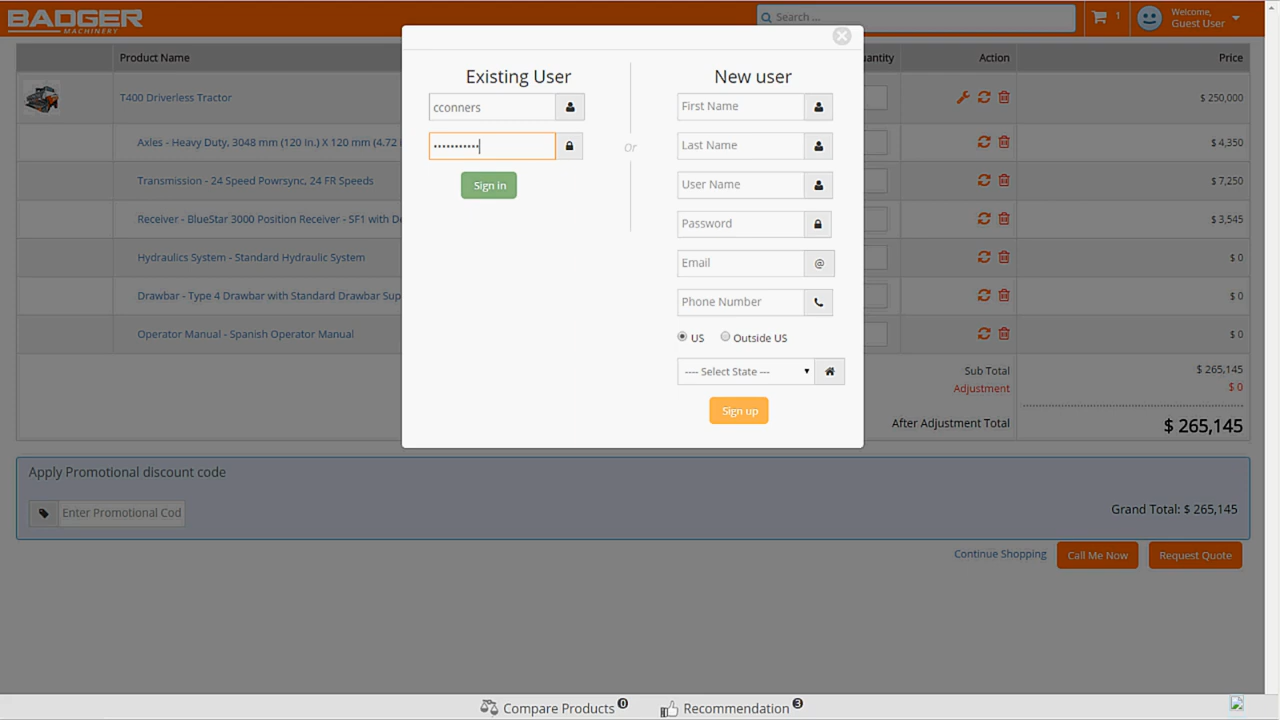 BADGER
MACHINERY
Search ...
1
Welcome,
Guest User
Product Name
Action
Price
T400 Driverless Tractor
$ 250,000
Axles - Heavy Duty, 3048 mm (120 In.) X 120 mm (4.72
$ 4,350
Transmission - 24 Speed Powrsync, 24 FR Speeds
$ 7,250
Receiver - BlueStar 3000 Position Receiver - SF1 with
$ 3,545
Hydraulics System - Standard Hydraulic System
$ 0
Drawbar - Type 4 Drawbar with Standard Drawbar
$ 0
Operator Manual - Spanish Operator Manual
$ 0
Sub Total
$ 265,145
Adjustment
$ 0
After Adjustment Total
$ 265,145
Existing User
cconners
•••••••••••
Sign in
Or
New user
First Name
Last Name
User Name
Password
Email
@
Phone Number
US
Outside US
---- Select State ---
Sign up
Apply Promotional discount code
Enter Promotional Cod
Grand Total: $ 265,145
Continue Shopping
Call Me Now
Request Quote
Compare Products 0
Recommendation 3